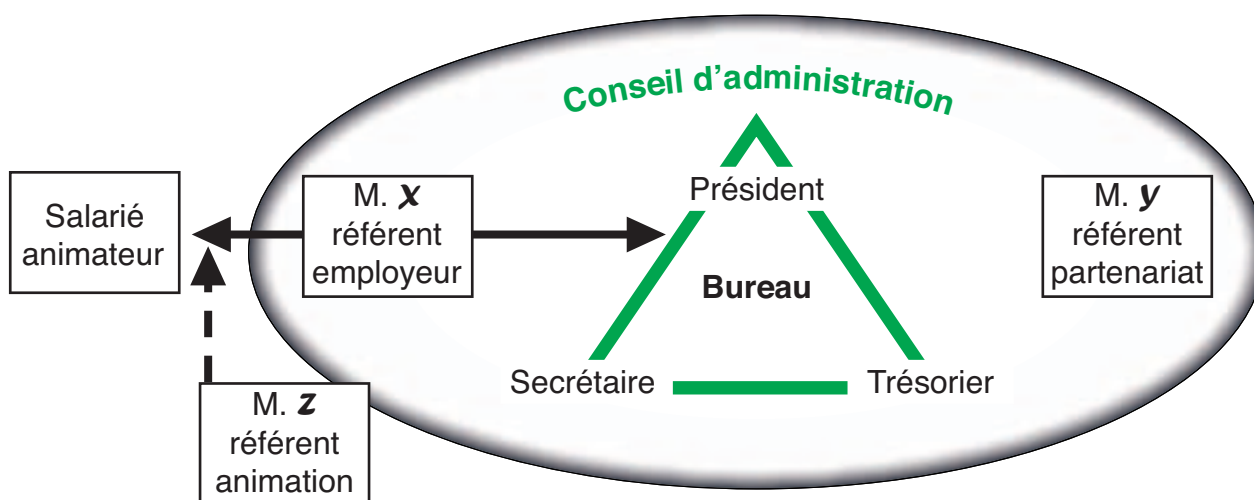 Conseil d'administration
Salarié
animateur
M. x
référent
employeur
Président
Bureau
Secrétaire
Trésorier
M. y
référent
partenariat
M. z
référent
animation